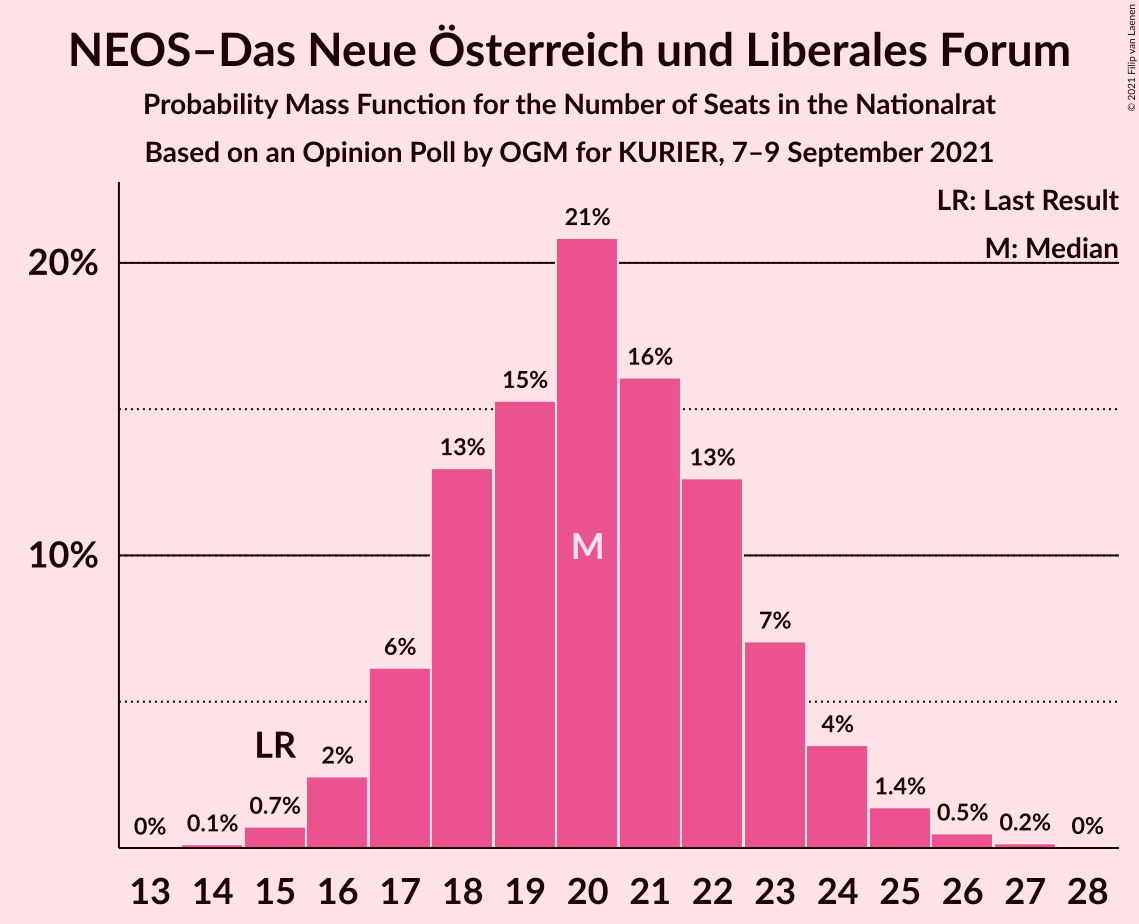 NEOS–Das Neue Österreich und Liberales Forum
Probability Mass Function for the Number of Seats in the Nationalrat
Based on an Opinion Poll by OGM for KURIER, 7–9 September 2021
© 2021 Filip van Laenen
LR: Last Result
M: Median
20%
10%
0%
0.1%
0.7%
LR
2%
6%
13%
15%
21%
M
16%
13%
7%
4%
1.4%
0.5%
0.2%
0%
13 14 15 16 17 18 19 20 21 22 23 24 25 26 27 28